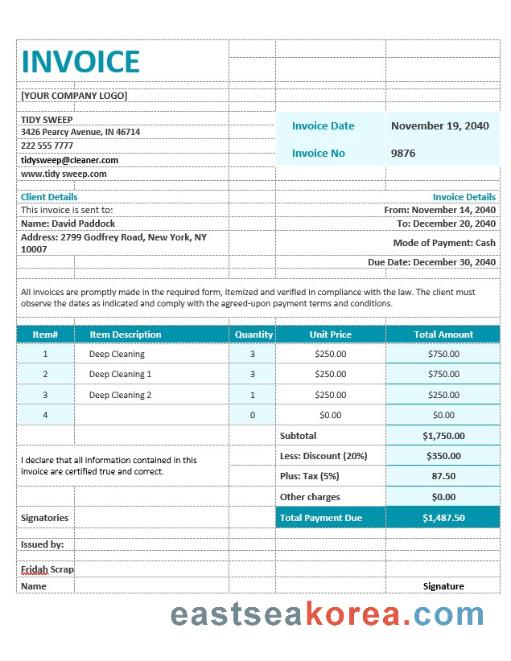 INVOICE
[YOUR COMPANY LOGO]
TIDY SWEEP
3426 Pearcy Avenue, IN 46714
222 555 7777
tidysweep@cleaner.com
www.tidy sweep.com
Invoice Date November 19, 2040
Invoice No 9876
Client Details Invoice Details
This invoice is sent to: From: November 14, 2040
Name: David Paddock To: December 20, 2040
Address: 2799 Godfrey Road, New York, NY
10007
Mode of Payment: Cash
Due Date: December 30, 2040
All invoices are promptly made in the required form, itemized and verified in compliance with the law. The client must
observe the dates as indicated and comply with the agreed-upon payment terms and conditions.
Item# Item Description Quantity Unit Price Total Amount
1 Deep Cleaning 3 $250.00 $750.00
2 Deep Cleaning 1 3 $250.00 $750.00
3 Deep Cleaning 2 1 $250.00 $250.00
4 0 $0.00 $0.00
Subtotal $1,750.00
I declare that all information contained in this
invoice are certified true and correct.
Less: Discount (20%) $350.00
Plus: Tax (5%) 87.50
Other charges $0.00
Signatories Total Payment Due $1,487.50
Issued by:
Fridah Scrap
Name Signature
eastseakorea.com